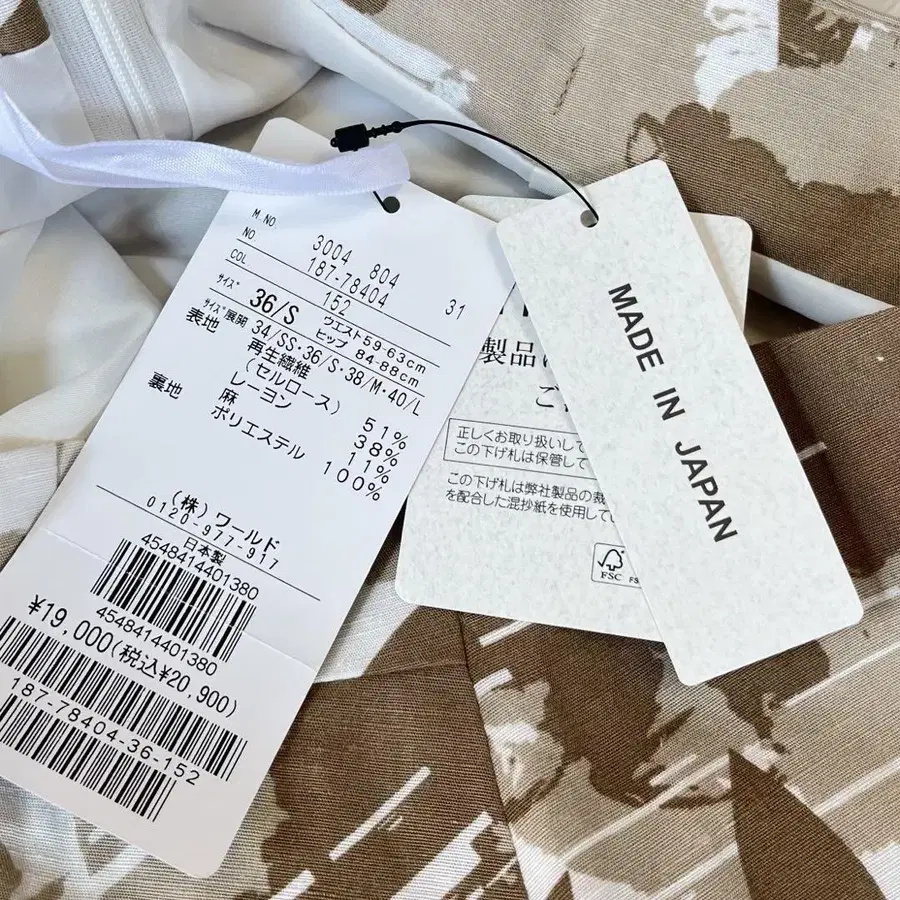 M.NO. 3004 804
NO. 187-78404 31
COL 152
サイズ 36/S ウエスト59-63cm
ヒップ 84-88cm
サイズ展開 34/SS・36/S・38/M・40/L
表地 再生繊維
(セルロース) 51%
レーヨン 38%
麻 11%
裏地 ポリエステル 100%
(株)ワールド
0120-977-917
日本製
4548414401380
4548414401380
¥19,000(税込¥20,900)
187-78404-36-152
製品に
ご
正しくお取り扱いして
この下げ札は保管して
この下げ札は弊社製品の裁
を配合した混抄紙を使用してい
FSC FS
MADE IN JAPAN